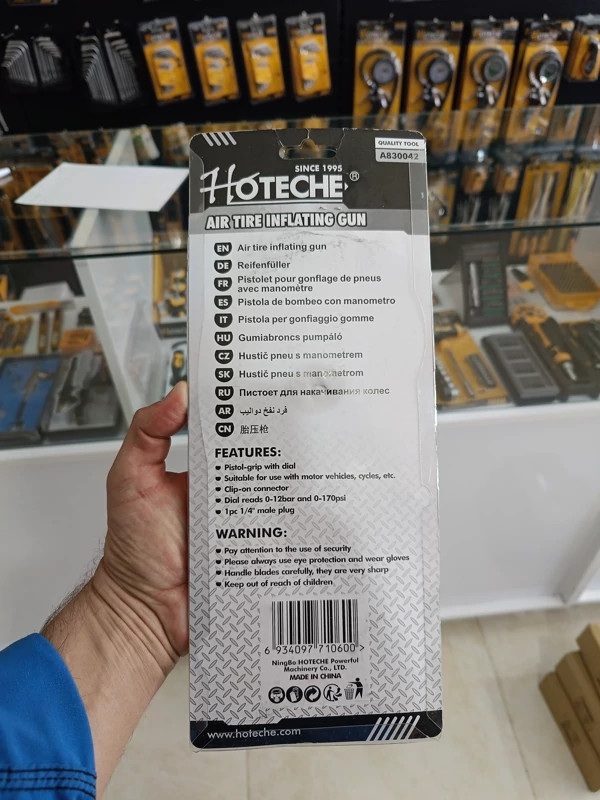 QUALITY TOOL
A830042
SINCE 1995
HOTECHE®
AIR TIRE INFLATING GUN
EN Air tire inflating gun
DE Reifenfüller
FR Pistolet pour gonflage de pneus
avec manomètre
ES Pistola de bombeo con manometro
IT Pistola per gonfiaggio gomme
HU Gumiabroncs pumpáló
CZ Hustič pneu s manometrem
SK Hustič pneu s
RU Пистоет для накачивания колес
AR فرد نفخ دواليب
CN 胎压枪
FEATURES:
Pistol-grip with dial
Suitable for use with motor vehicles, cycles, etc.
Clip-on connector
Dial reads 0-12bar and 0-170psi
1pc 1/4" male plug
WARNING:
Pay attention to the use of security
Please always use eye protection and wear gloves
Handle blades carefully, they are very sharp
Keep out of reach of children
6 934097 710600 >
NingBo HOTECHE Powerful
Machinery Co., LTD.
MADE IN CHINA
www.hoteche.com